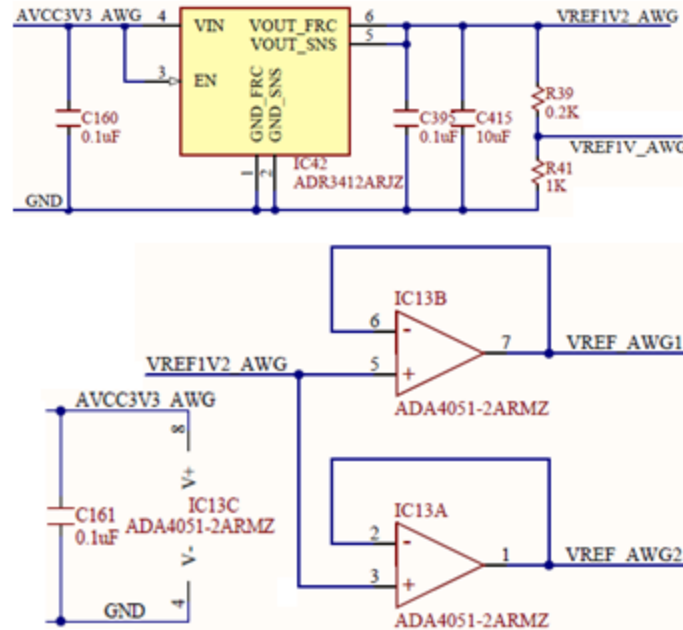 AVCC3V3_AWG
4
VIN
VOUT_FRC
6
VREF1V2_AWG
VOUT_SNS
5
3
EN
GND_FRC
GND_SNS
C160
0.1uF
C395
0.1uF
C415
10uF
R39
0.2K
VREF1V_AWG
R41
1K
1
2
IC42
ADR3412ARJZ
GND
IC13B
6
-
7
VREF_AWG1
VREF1V2_AWG
5
+
ADA4051-2ARMZ
AVCC3V3_AWG
8
V+
C161
0.1uF
IC13C
ADA4051-2ARMZ
V-
4
GND
IC13A
2
-
1
VREF_AWG2
3
+
ADA4051-2ARMZ